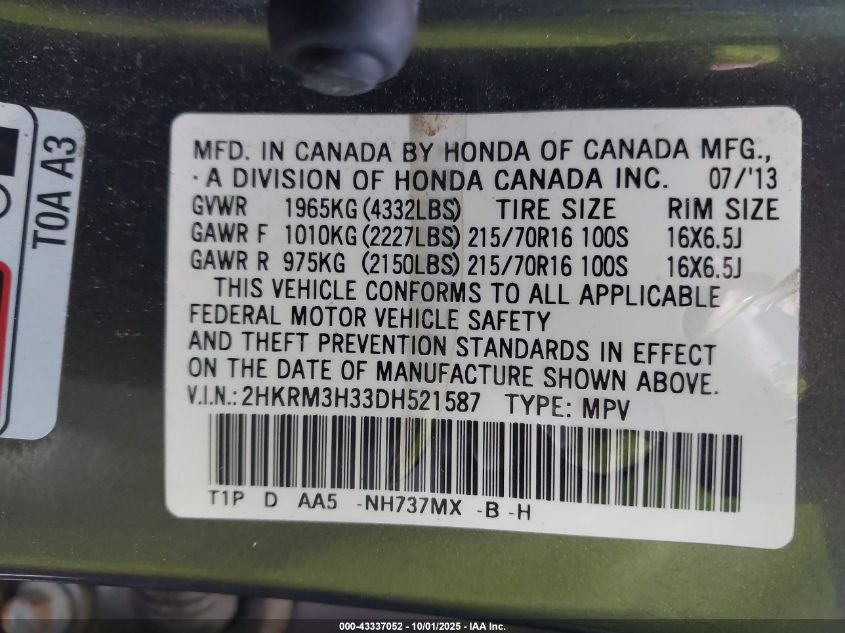 T0A A3
MFD. IN CANADA BY HONDA OF CANADA MFG.,
A DIVISION OF HONDA CANADA INC. 07/'13
GVWR 1965KG (4332LBS) TIRE SIZE RIM SIZE
GAWR F 1010KG (2227LBS) 215/70R16 100S 16X6.5J
GAWR R 975KG (2150LBS) 215/70R16 100S 16X6.5J
THIS VEHICLE CONFORMS TO ALL APPLICABLE
FEDERAL MOTOR VEHICLE SAFETY
AND THEFT PREVENTION STANDARDS IN EFFECT
ON THE DATE OF MANUFACTURE SHOWN ABOVE.
V.I.N.: 2HKRM3H33DH521587 TYPE: MPV
T1P D AA5 -NH737MX -B -H
000-43337052 - 10/01/2025 - IAA Inc.